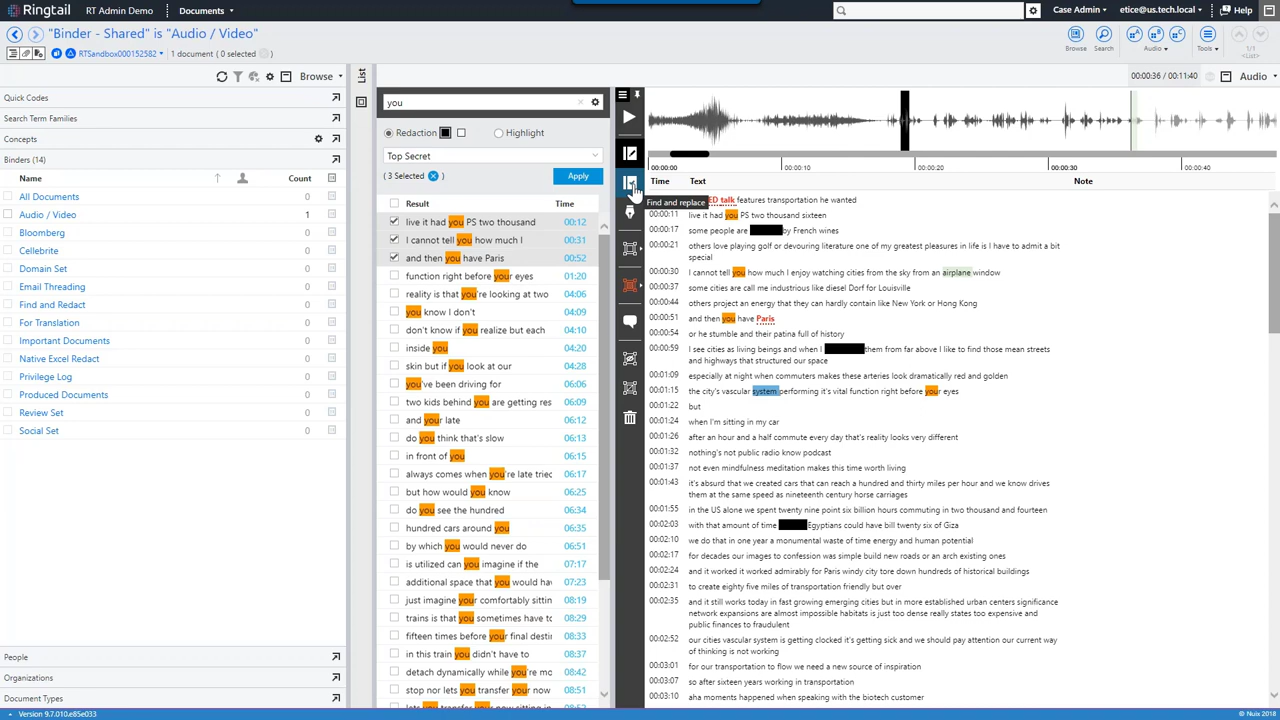 Ringtail RT Admin Demo Documents Case Admin etice@us.tech.local Help
"Binder - Shared" is "Audio / Video"
RTSandbox000152582 1 document ( 0 selected )
Browse Search Audio Tools 1/1 <List>
Browse
List
00:00:36 / 00:11:40 Audio
Quick Codes
Search Term Families
Concepts
Binders (14)
Name Count
All Documents 0
Audio / Video 1
Bloomberg 0
Cellebrite 0
Domain Set 0
Email Threading 0
Find and Redact 0
For Translation 0
Important Documents 0
Native Excel Redact 0
Privilege Log 0
Produced Documents 0
Review Set 0
Social Set 0
People
Organizations
Document Types
you
Redaction Highlight
Top Secret
( 3 Selected ) Apply
Result Time
live it had you PS two thousand 00:12
I cannot tell you how much I 00:31
and then you have Paris 00:52
function right before your eyes 01:20
reality is that you're looking at two 04:06
you know I don't 04:09
don't know if you realize but each 04:10
inside you 04:20
skin but if you look at our 04:28
you've been driving for 06:06
two kids behind you are getting res 06:09
and your late 06:12
do you think that's slow 06:13
in front of you 06:15
always comes when you're late tried 06:17
but how would you know 06:25
do you see the hundred 06:34
hundred cars around you 06:35
by which you would never do 06:51
is utilized can you imagine if the 07:13
additional space that you would hav 07:23
just imagine your comfortably sittin 08:19
trains is that you sometimes have to 08:29
fifteen times before your final destin 08:33
in this train you didn't have to 08:37
detach dynamically while you're mo 08:42
stop nor lets you transfer your now 08:51
Find and replace
00:00:00 00:00:10 00:00:20 00:00:30 00:00:40
Time Text Note
ED talk features transportation he wanted
00:00:11 live it had you PS two thousand sixteen
00:00:17 some people are by French wines
00:00:21 others love playing golf or devouring literature one of my greatest pleasures in life is I have to admit a bit
special
00:00:30 I cannot tell you how much I enjoy watching cities from the sky from an airplane window
00:00:37 some cities are call me industrious like diesel Dorf for Louisville
00:00:44 others project an energy that they can hardly contain like New York or Hong Kong
00:00:51 and then you have Paris
00:00:54 or he stumble and their patina full of history
00:00:59 I see cities as living beings and when I them from far above I like to find those mean streets
and highways that structured our space
00:01:09 especially at night when commuters makes these arteries look dramatically red and golden
00:01:15 the city's vascular system performing it's vital function right before your eyes
00:01:22 but
00:01:24 when I'm sitting in my car
00:01:26 after an hour and a half commute every day that's reality looks very different
00:01:32 nothing's not public radio know podcast
00:01:37 not even mindfulness meditation makes this time worth living
00:01:43 it's absurd that we created cars that can reach a hundred and thirty miles per hour and we know drives
them at the same speed as nineteenth century horse carriages
00:01:55 in the US alone we spent twenty nine point six billion hours commuting in two thousand and fourteen
00:02:03 with that amount of time Egyptians could have bill twenty six of Giza
00:02:10 we do that in one year a monumental waste of time energy and human potential
00:02:17 for decades our images to confession was simple build new roads or an arch existing ones
00:02:24 and it worked it worked admirably for Paris windy city tore down hundreds of historical buildings
00:02:31 to create eighty five miles of transportation friendly but over
00:02:43 and it still works today in fast growing emerging cities but in more established urban centers significance
network expansions are almost impossible habitats is just too dense really states too expensive and
public finances to fraudulent
00:02:52 our cities vascular system is getting clocked it's getting sick and we should pay attention our current way
of thinking is not working
00:03:01 for our transportation to flow we need a new source of inspiration
00:03:07 so after sixteen years working in transportation
00:03:10 aha moments happened when speaking with the biotech customer
Version 9.7.010.e85e033 © Nuix 2018